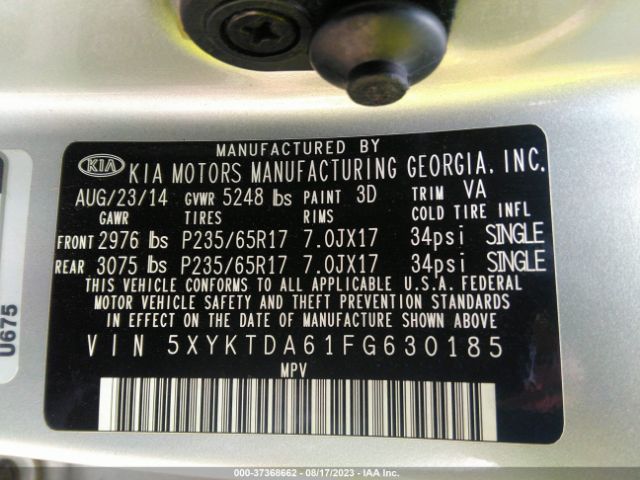 MANUFACTURED BY
KIA KIA MOTORS MANUFACTURING GEORGIA, INC.
AUG/23/14 GVWR 5248 lbs PAINT 3D TRIM VA
GAWR TIRES RIMS COLD TIRE INFL
FRONT 2976 lbs P235/65R17 7.0JX17 34psi SINGLE
REAR 3075 lbs P235/65R17 7.0JX17 34psi SINGLE
THIS VEHICLE CONFORMS TO ALL APPLICABLE U.S.A. FEDERAL
MOTOR VEHICLE SAFETY AND THEFT PREVENTION STANDARDS
IN EFFECT ON THE DATE OF MANUFACTURE SHOWN ABOVE.
VIN 5XYKTDA61FG630185
MPV
U675
000-37368662 - 08/17/2023 - IAA Inc.